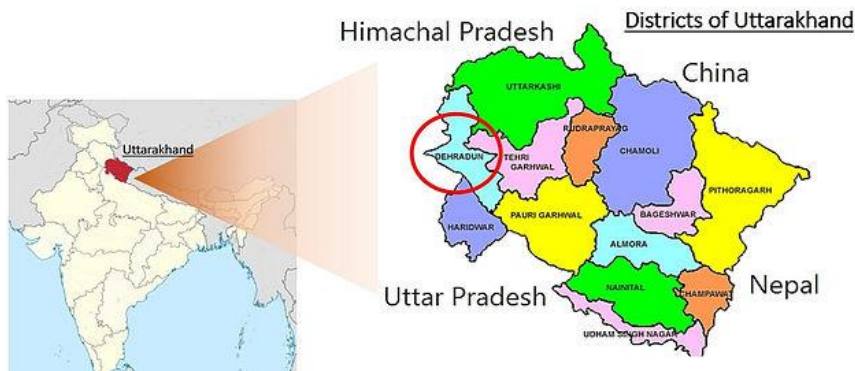 Districts of Uttarakhand
Himachal Pradesh
China
Uttarakhand
UTTARKASHI
RUDRAPRAYAG
DEHRADUN
TEHRI
GARHWAL
CHAMOLI
PITHORAGARH
HARIDWAR
PAURI GARHWAL
BAGESHWAR
ALMORA
Uttar Pradesh
NAINITAL
CHAMPAWAT
Nepal
UDHAM SINGH NAGAR